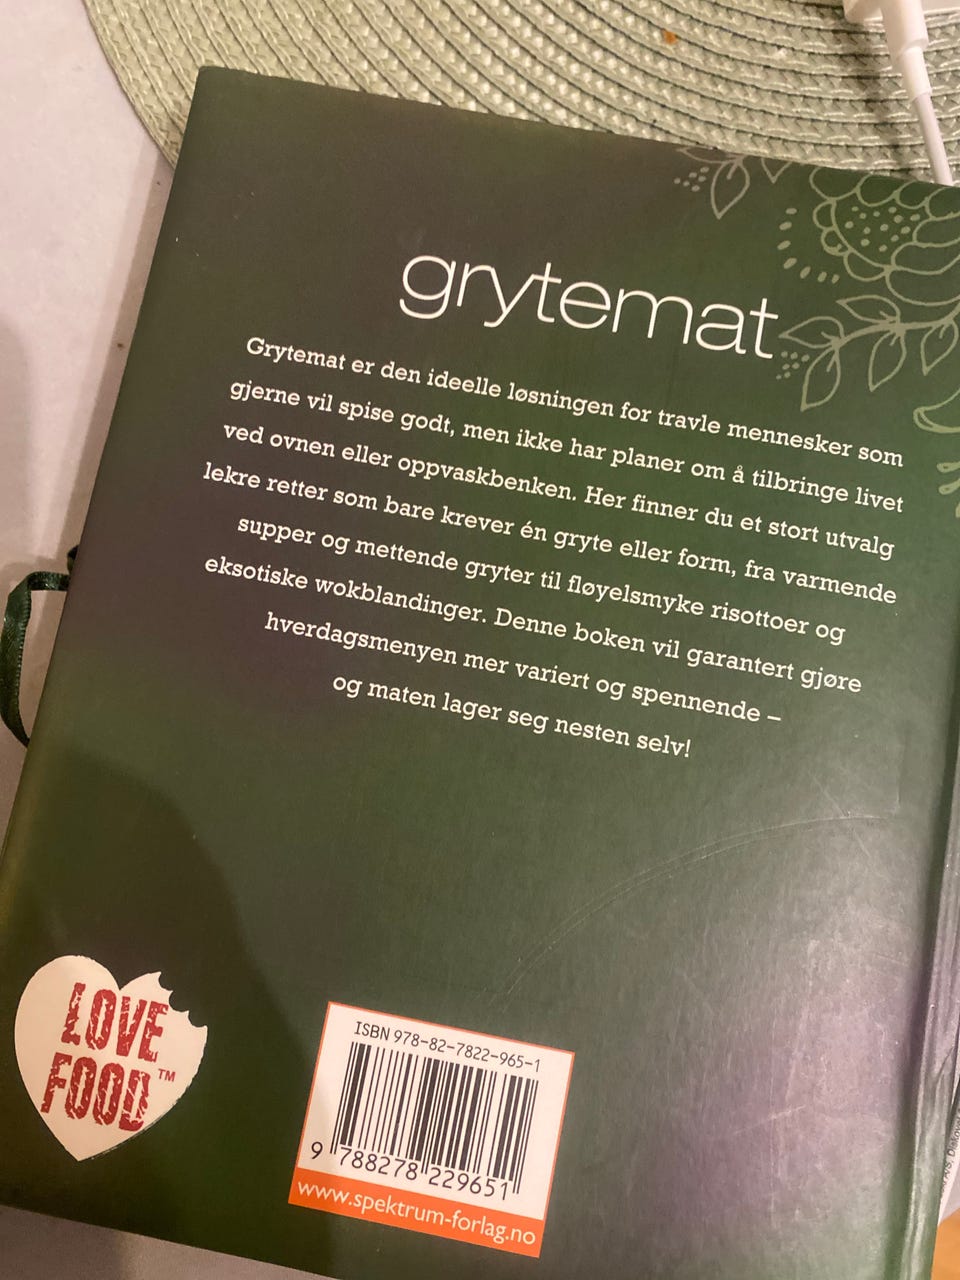 grytemat
Grytemat er den ideelle løsningen for travle mennesker som
gjerne vil spise godt, men ikke har planer om å tilbringe livet
ved ovnen eller oppvaskbenken. Her finner du et stort utvalg
lekre retter som bare krever én gryte eller form, fra varmende
supper og mettende gryter til fløyelsmyke risottoer og
eksotiske wokblandinger. Denne boken vil garantert gjøre
hverdagsmenyen mer variert og spennende –
og maten lager seg nesten selv!
LOVE
FOOD™
ISBN 978-82-7822-965-1
9 788278 229651
www.spektrum-forlag.no